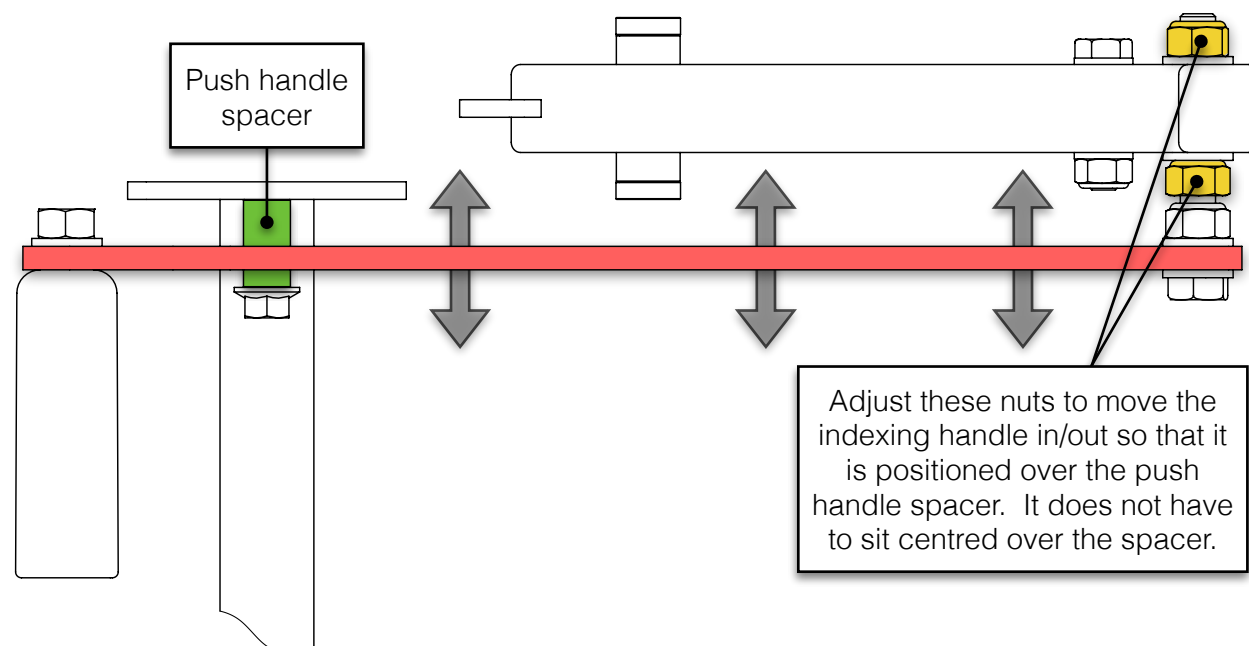 Push handle
spacer
Adjust these nuts to move the
indexing handle in/out so that it
is positioned over the push
handle spacer.  It does not have
to sit centred over the spacer.